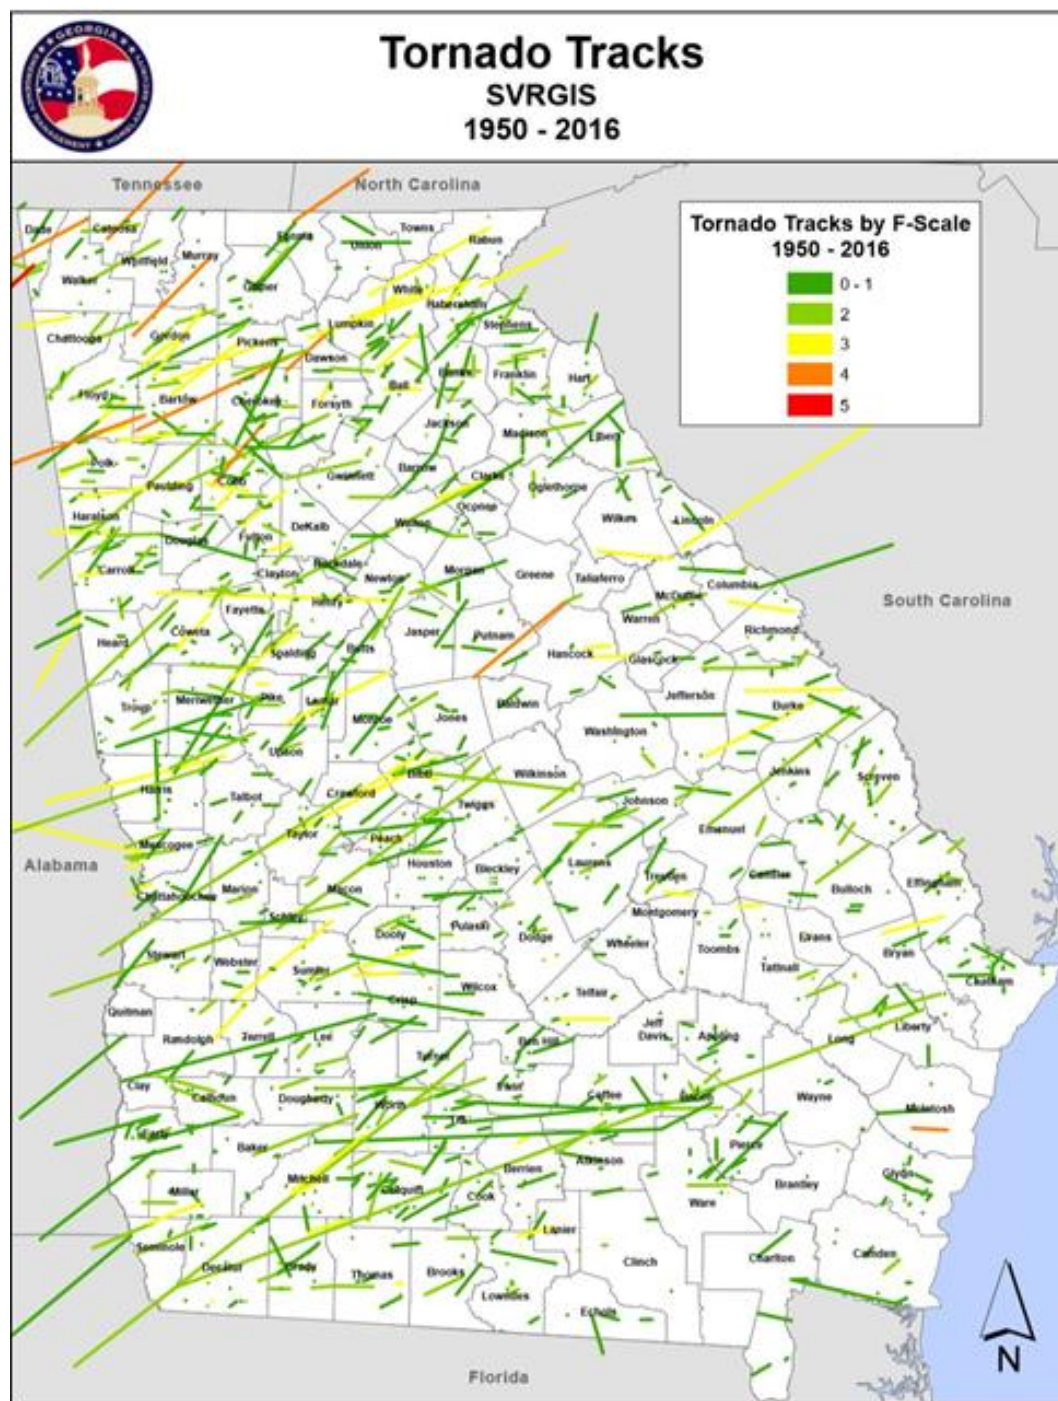 Tornado Tracks
SVRGIS
1950 - 2016
GEORGIA
EMERGENCY MANAGEMENT
HOMELAND SECURITY
Tennessee
North Carolina
Tornado Tracks by F-Scale
1950 - 2016
0 - 1
2
3
4
5
Dade
Catoosa
Whitfield
Murray
Union
Towns
Rabun
Walker
Gilmer
White
Habersham
Lumpkin
Stephens
Chattooga
Gordon
Pickens
Dawson
Hall
Banks
Franklin
Hart
Floyd
Bartow
Cherokee
Forsyth
Jackson
Madison
Elbert
Polk
Paulding
Cobb
Gwinnett
Barrow
Clarke
Oglethorpe
Haralson
Douglas
Fulton
DeKalb
Walton
Oconee
Wilkes
Lincoln
Carroll
Clayton
Rockdale
Newton
Morgan
Greene
Taliaferro
McDuffie
Columbia
Fayette
Henry
Warren
South Carolina
Heard
Coweta
Spalding
Butts
Jasper
Putnam
Hancock
Glascock
Richmond
Troup
Meriwether
Pike
Lamar
Monroe
Jones
Baldwin
Washington
Jefferson
Burke
Upson
Harris
Talbot
Crawford
Bibb
Twiggs
Wilkinson
Johnson
Jenkins
Screven
Muscogee
Taylor
Peach
Houston
Bleckley
Laurens
Treutlen
Emanuel
Candler
Bulloch
Effingham
Alabama
Chattahoochee
Marion
Schley
Macon
Dooly
Pulaski
Dodge
Wheeler
Montgomery
Toombs
Evans
Tattnall
Bryan
Chatham
Stewart
Webster
Sumter
Crisp
Wilcox
Telfair
Quitman
Randolph
Terrell
Lee
Turner
Ben Hill
Jeff
Davis
Appling
Long
Liberty
Clay
Calhoun
Dougherty
Worth
Tift
Irwin
Coffee
Bacon
Wayne
McIntosh
Early
Baker
Mitchell
Colquitt
Cook
Berrien
Atkinson
Pierce
Ware
Brantley
Glynn
Miller
Seminole
Decatur
Grady
Thomas
Brooks
Lanier
Lowndes
Clinch
Echols
Charlton
Camden
Florida
N